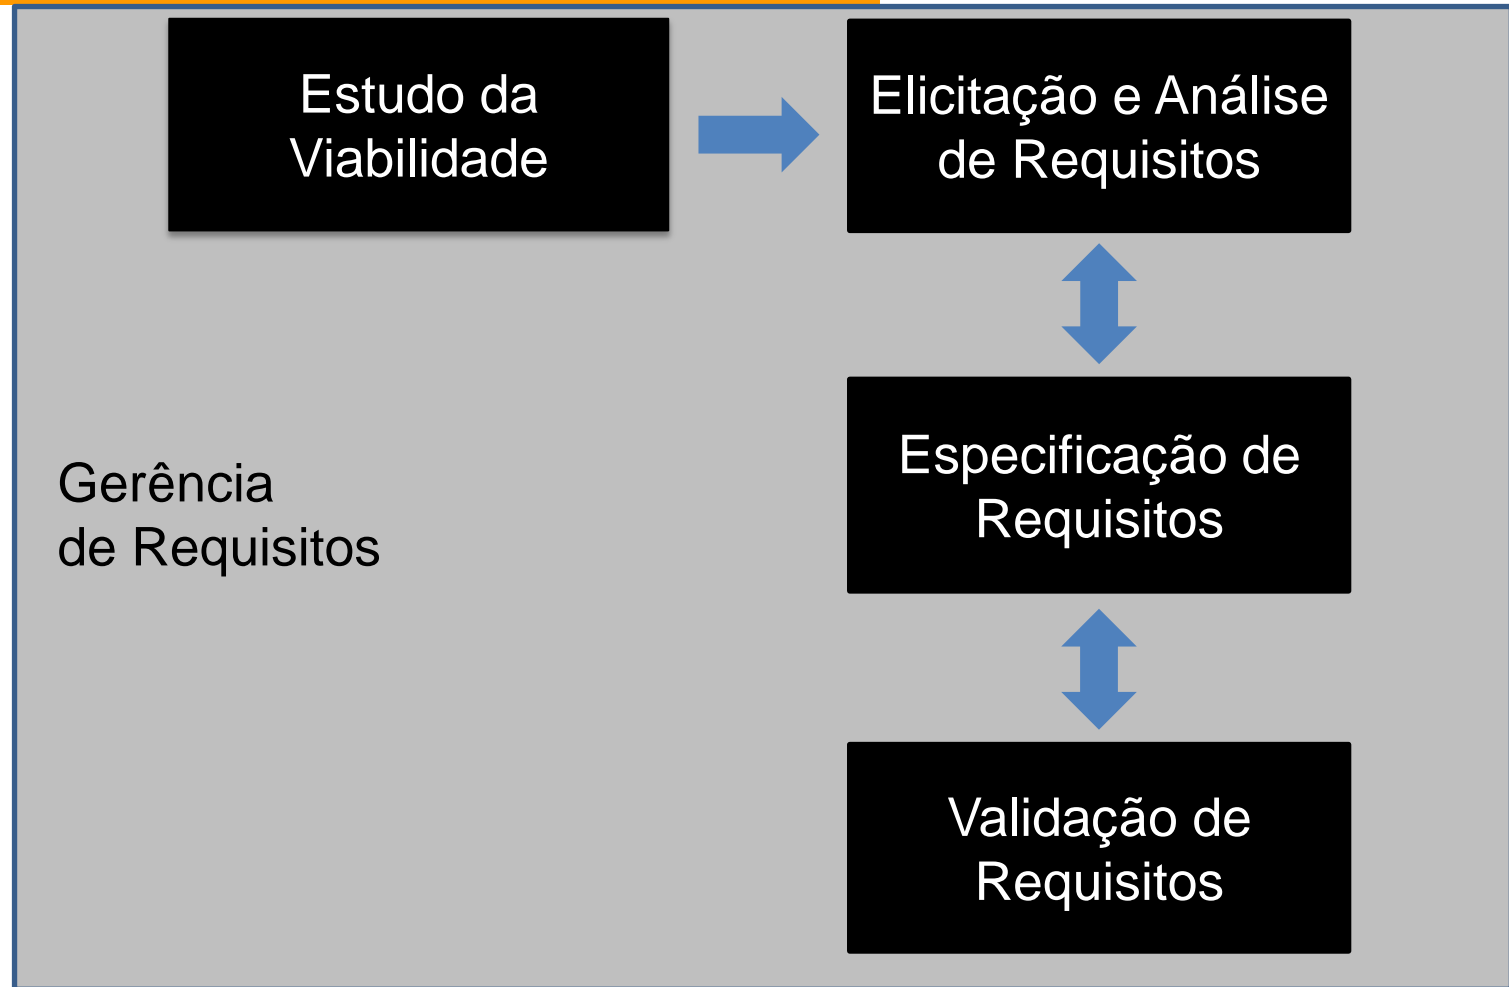 Estudo da
Viabilidade
Elicitação e Análise
de Requisitos
Gerência
de Requisitos
Especificação de
Requisitos
Validação de
Requisitos